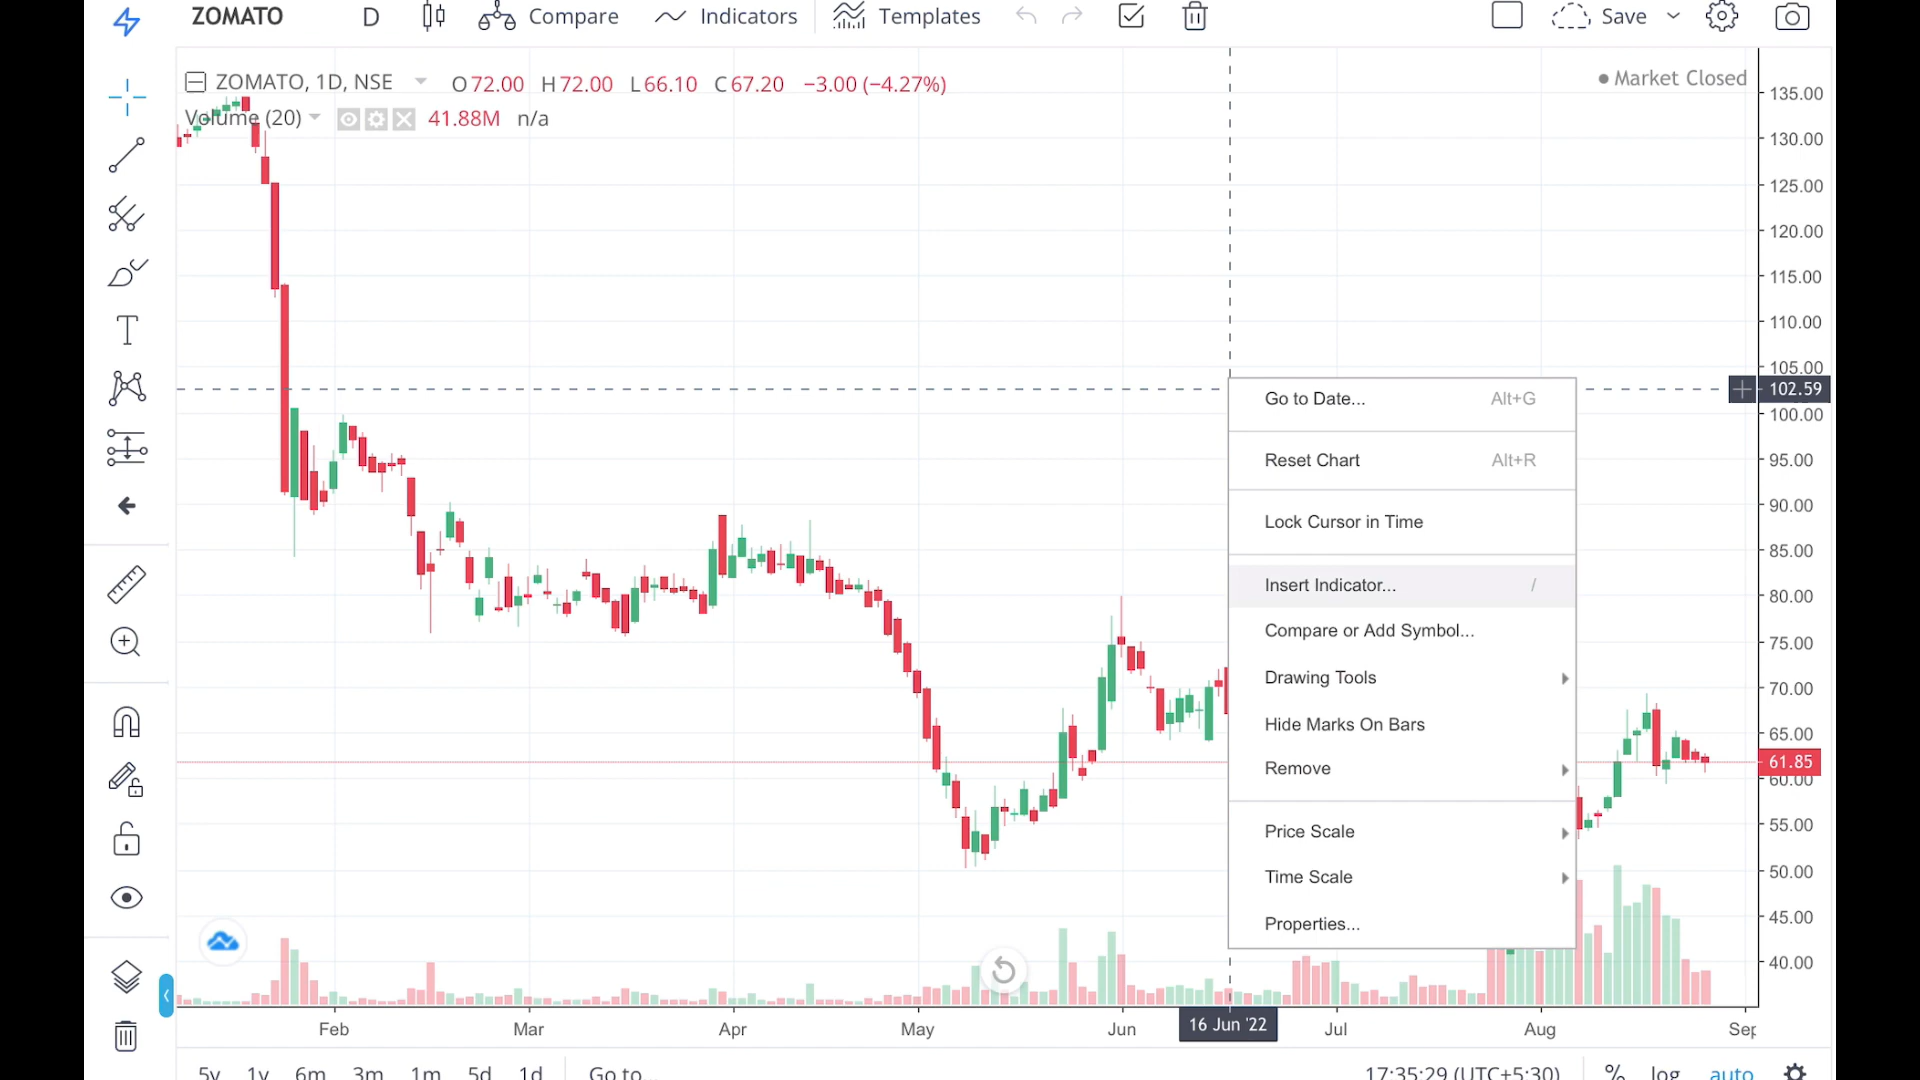 ZOMATO D Compare Indicators Templates Save
ZOMATO, 1D, NSE O72.00 H72.00 L66.10 C67.20 −3.00 (−4.27%)
Market Closed
Volume (20) 41.88M n/a
135.00
130.00
125.00
120.00
115.00
110.00
105.00
102.59
100.00
95.00
90.00
85.00
80.00
75.00
70.00
65.00
61.85
60.00
55.00
50.00
45.00
40.00
Go to Date... Alt+G
Reset Chart Alt+R
Lock Cursor in Time
Insert Indicator... /
Compare or Add Symbol...
Drawing Tools
Hide Marks On Bars
Remove
Price Scale
Time Scale
Properties...
Feb Mar Apr May Jun 16 Jun '22 Jul Aug Sep
5y 1y 6m 3m 1m 5d 1d Go to... 17:35:29 (UTC+5:30) % log auto